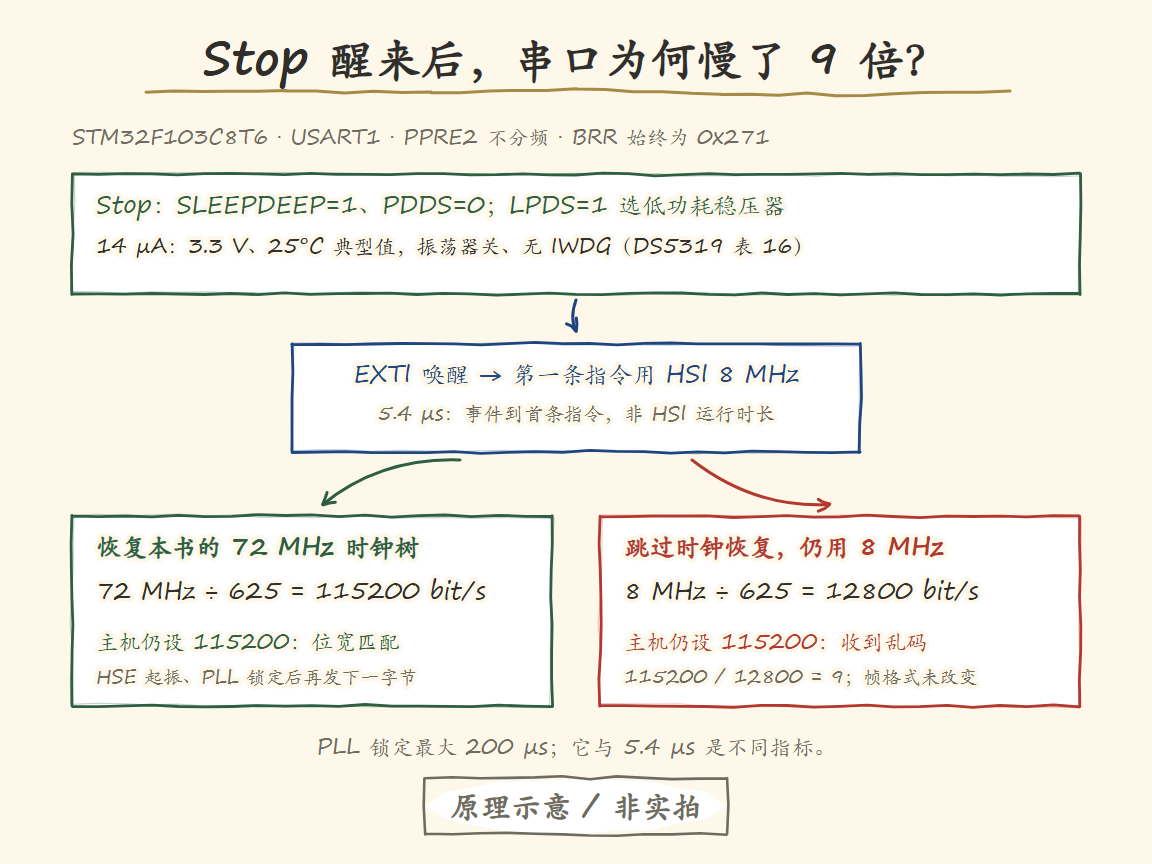 Stop 醒来后，串口为何慢了 9 倍？
STM32F103C8T6 · USART1 · PPRE2 不分频 · BRR 始终为 0x271
Stop：SLEEPDEEP=1、PDDS=0；LPDS=1 选低功耗稳压器
14 μA：3.3 V、25°C 典型值，振荡器关、无 IWDG（DS5319 表 16）
EXTI 唤醒 → 第一条指令用 HSI 8 MHz
5.4 μs：事件到首条指令，非 HSI 运行时长
恢复本书的 72 MHz 时钟树
72 MHz ÷ 625 = 115200 bit/s
主机仍设 115200：位宽匹配
HSE 起振、PLL 锁定后再发下一字节
跳过时钟恢复，仍用 8 MHz
8 MHz ÷ 625 = 12800 bit/s
主机仍设 115200：收到乱码
115200 / 12800 = 9；帧格式未改变
PLL 锁定最大 200 μs；它与 5.4 μs 是不同指标。
原理示意 / 非实拍